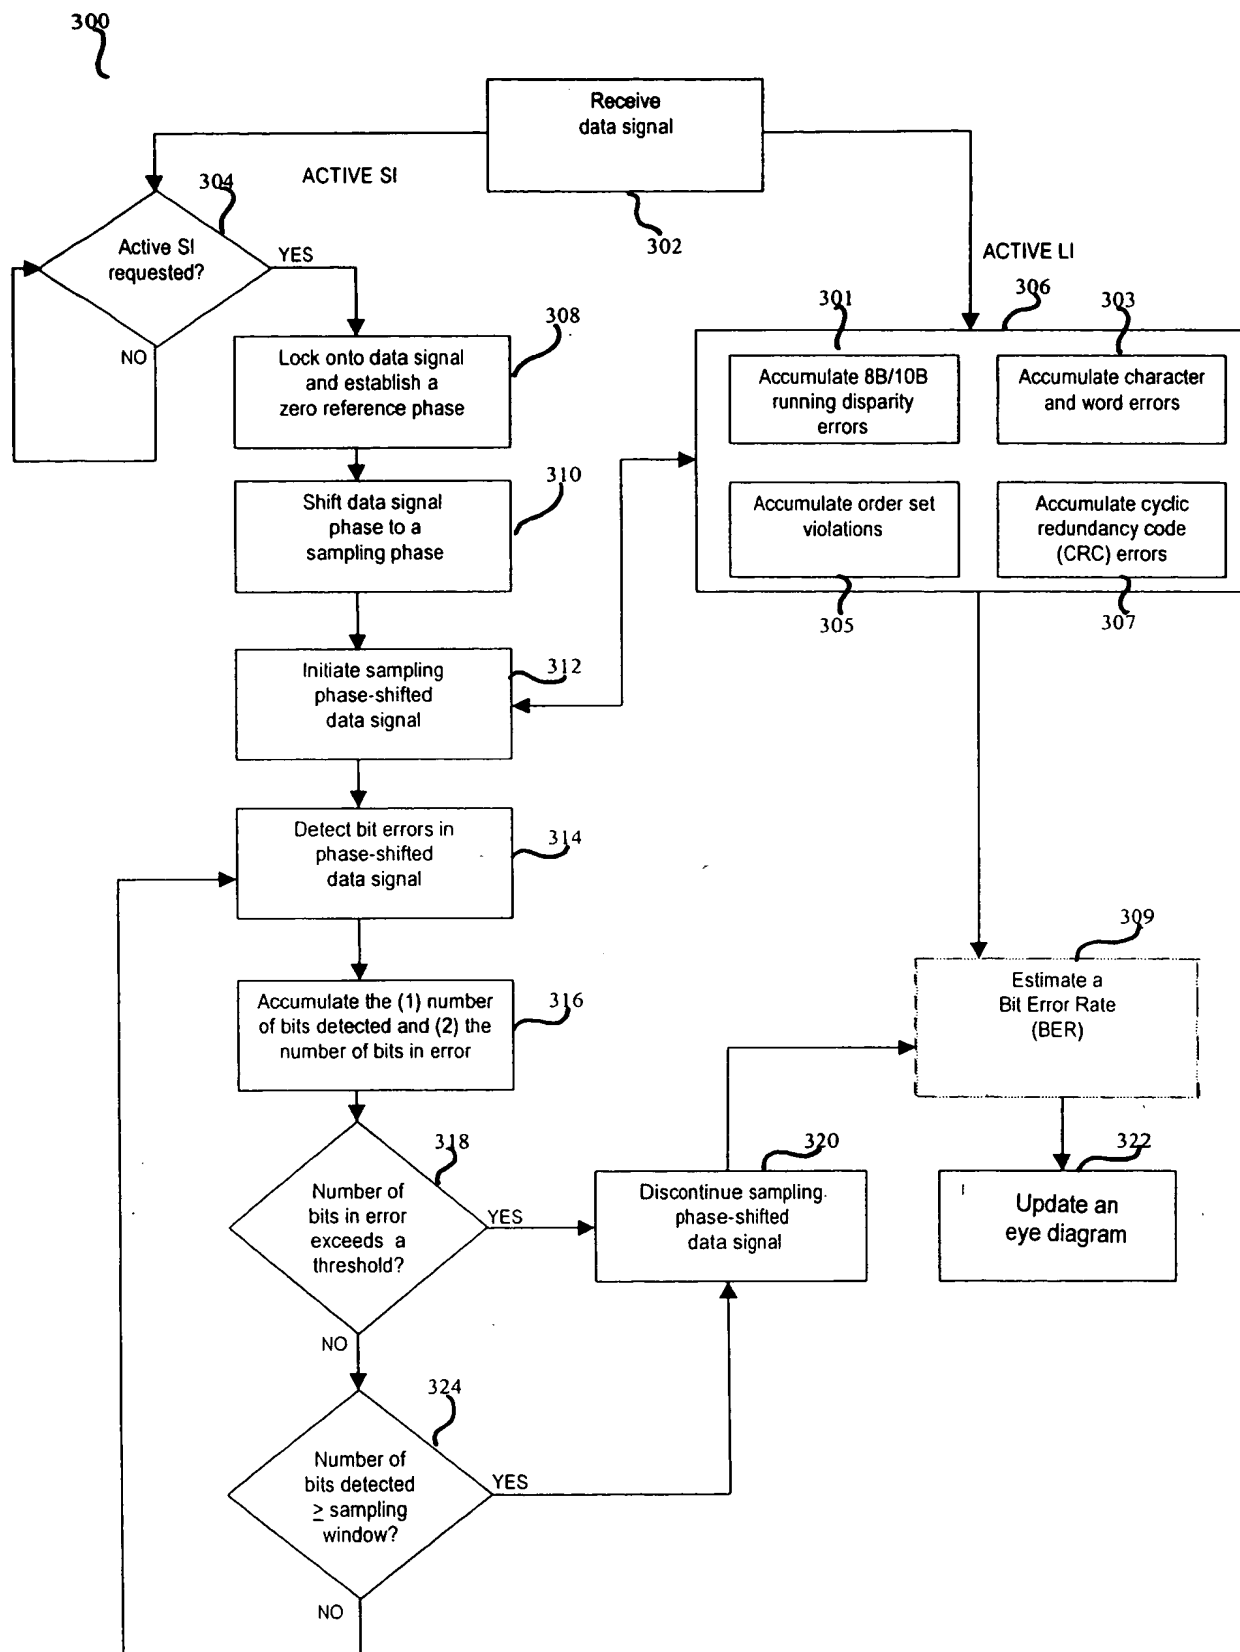 300
Receive
data signal
302
ACTIVE SI
304
Active SI
requested?
YES
NO
ACTIVE LI
306
301
303
Accumulate 8B/10B
running disparity
errors
Accumulate character
and word errors
Accumulate order set
violations
Accumulate cyclic
redundancy code
(CRC) errors
305
307
308
Lock onto data signal
and establish a
zero reference phase
310
Shift data signal
phase to a
sampling phase
312
Initiate sampling
phase-shifted
data signal
314
Detect bit errors in
phase-shifted
data signal
316
Accumulate the (1) number
of bits detected and (2) the
number of bits in error
318
Number of
bits in error
exceeds a
threshold?
YES
NO
320
Discontinue sampling
phase-shifted
data signal
309
Estimate a
Bit Error Rate
(BER)
322
Update an
eye diagram
324
Number of
bits detected
≥ sampling
window?
YES
NO